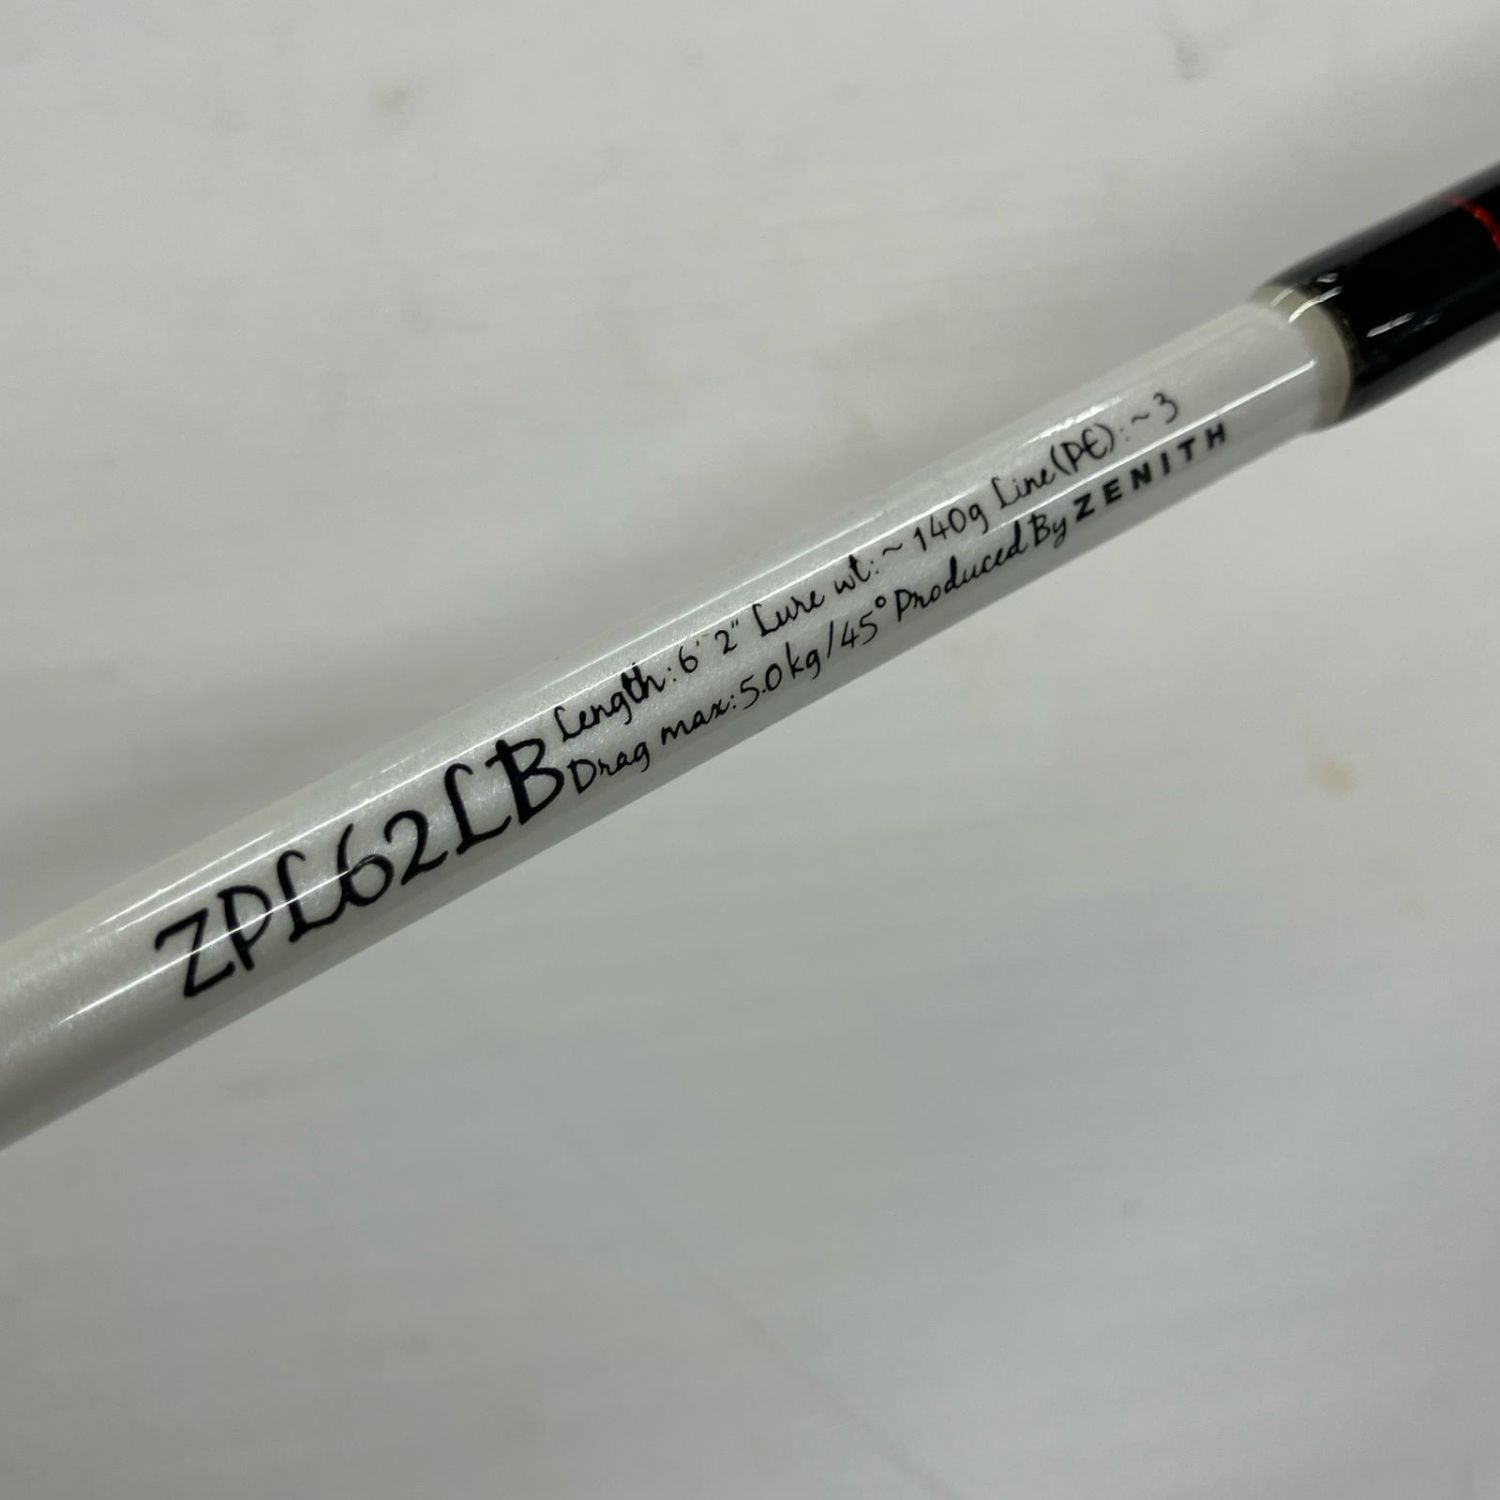 ZPL62LB
Length: 6' 2" Lure wt: ~ 140g Line(PE): ~ 3
Drag max: 5.0kg/45° Produced By ZENITH